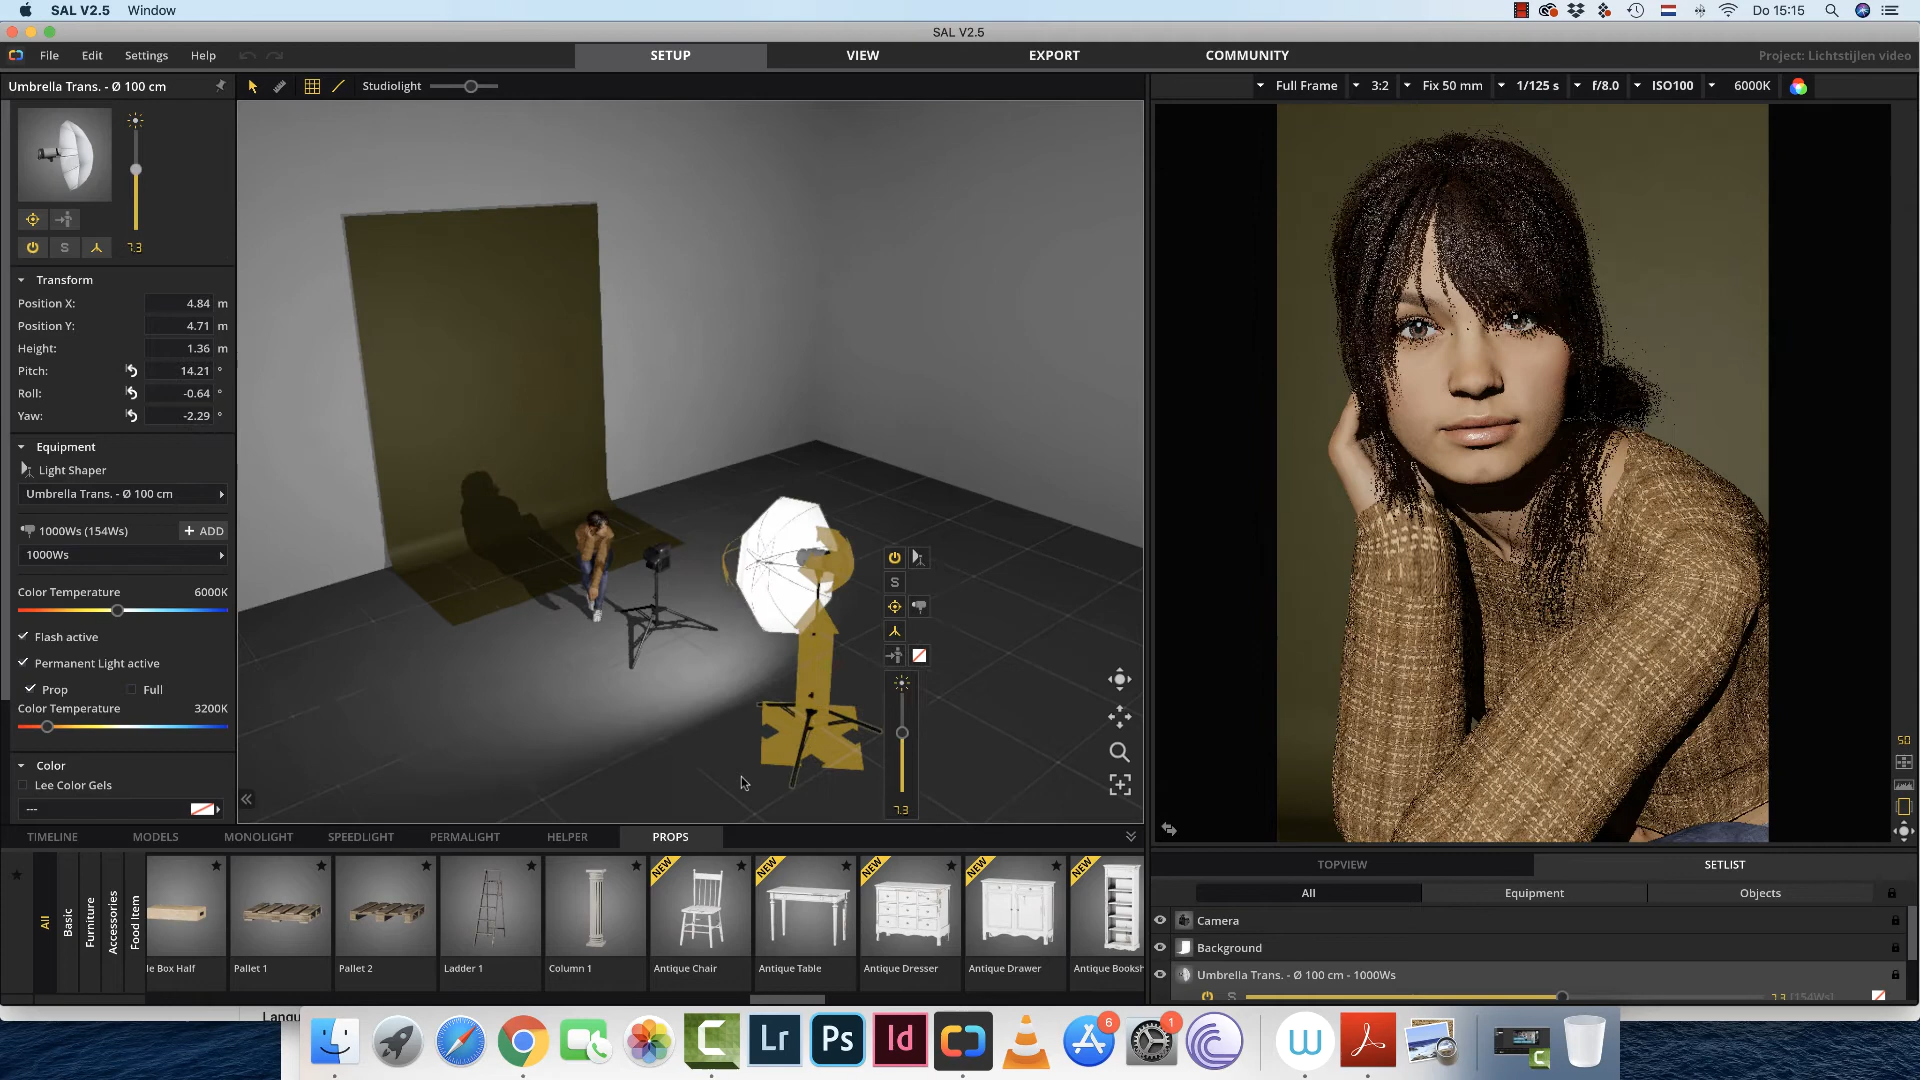 SAL V2.5 Window Do 15:15
SAL V2.5
File Edit Settings Help SETUP VIEW EXPORT COMMUNITY Project: Lichtstijlen video
Umbrella Trans. - Ø 100 cm Studiolight Full Frame 3:2 Fix 50 mm 1/125 s f/8.0 ISO100 6000K
S 7.3
Transform
Position X: 4.84 m
Position Y: 4.71 m
Height: 1.36 m
Pitch: 14.21 °
Roll: -0.64 °
Yaw: -2.29 °
Equipment
Light Shaper
Umbrella Trans. - Ø 100 cm
1000Ws (154Ws) + ADD
1000Ws
Color Temperature 6000K
Flash active
Permanent Light active
Prop Full
Color Temperature 3200K
Color
Lee Color Gels
---
S
7.3
50
TIMELINE MODELS MONOLIGHT SPEEDLIGHT PERMALIGHT HELPER PROPS
All Basic Furniture Accessories Food Item
NEW NEW NEW NEW NEW
le Box Half Pallet 1 Pallet 2 Ladder 1 Column 1 Antique Chair Antique Table Antique Dresser Antique Drawer Antique Booksh
TOPVIEW SETLIST
All Equipment Objects
Camera
Background
Umbrella Trans. - Ø 100 cm - 1000Ws
S 7.3 (154Ws)
Langu
Lr Ps Id 6 1